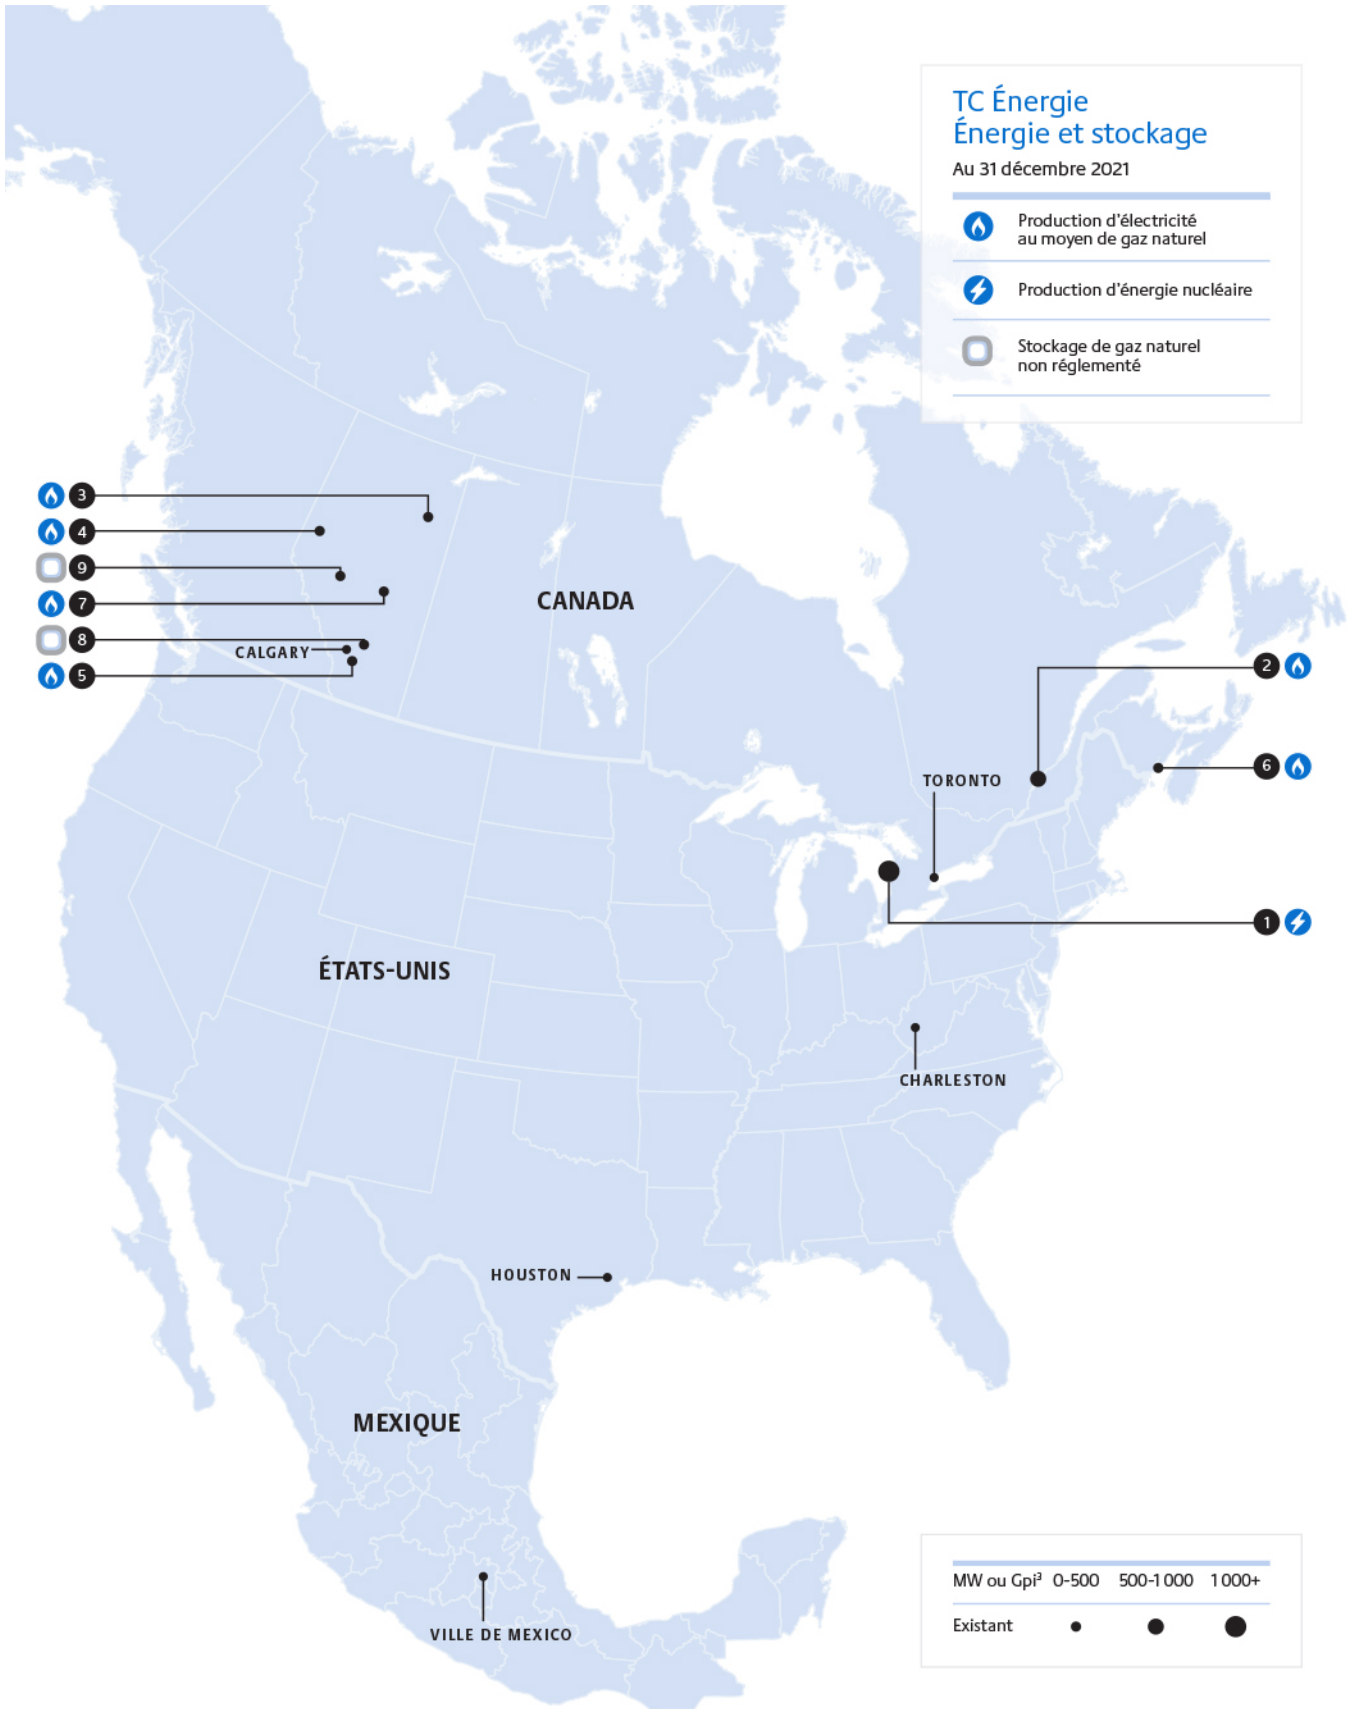 TC Énergie
Énergie et stockage
Au 31 décembre 2021
Production d'électricité
au moyen de gaz naturel
Production d'énergie nucléaire
Stockage de gaz naturel
non réglementé
3
4
9
7
8
5
CALGARY
CANADA
2
6
TORONTO
1
ÉTATS-UNIS
CHARLESTON
HOUSTON
MEXIQUE
VILLE DE MEXICO
MW ou Gpi³ 0-500 500-1 000 1 000+
Existant